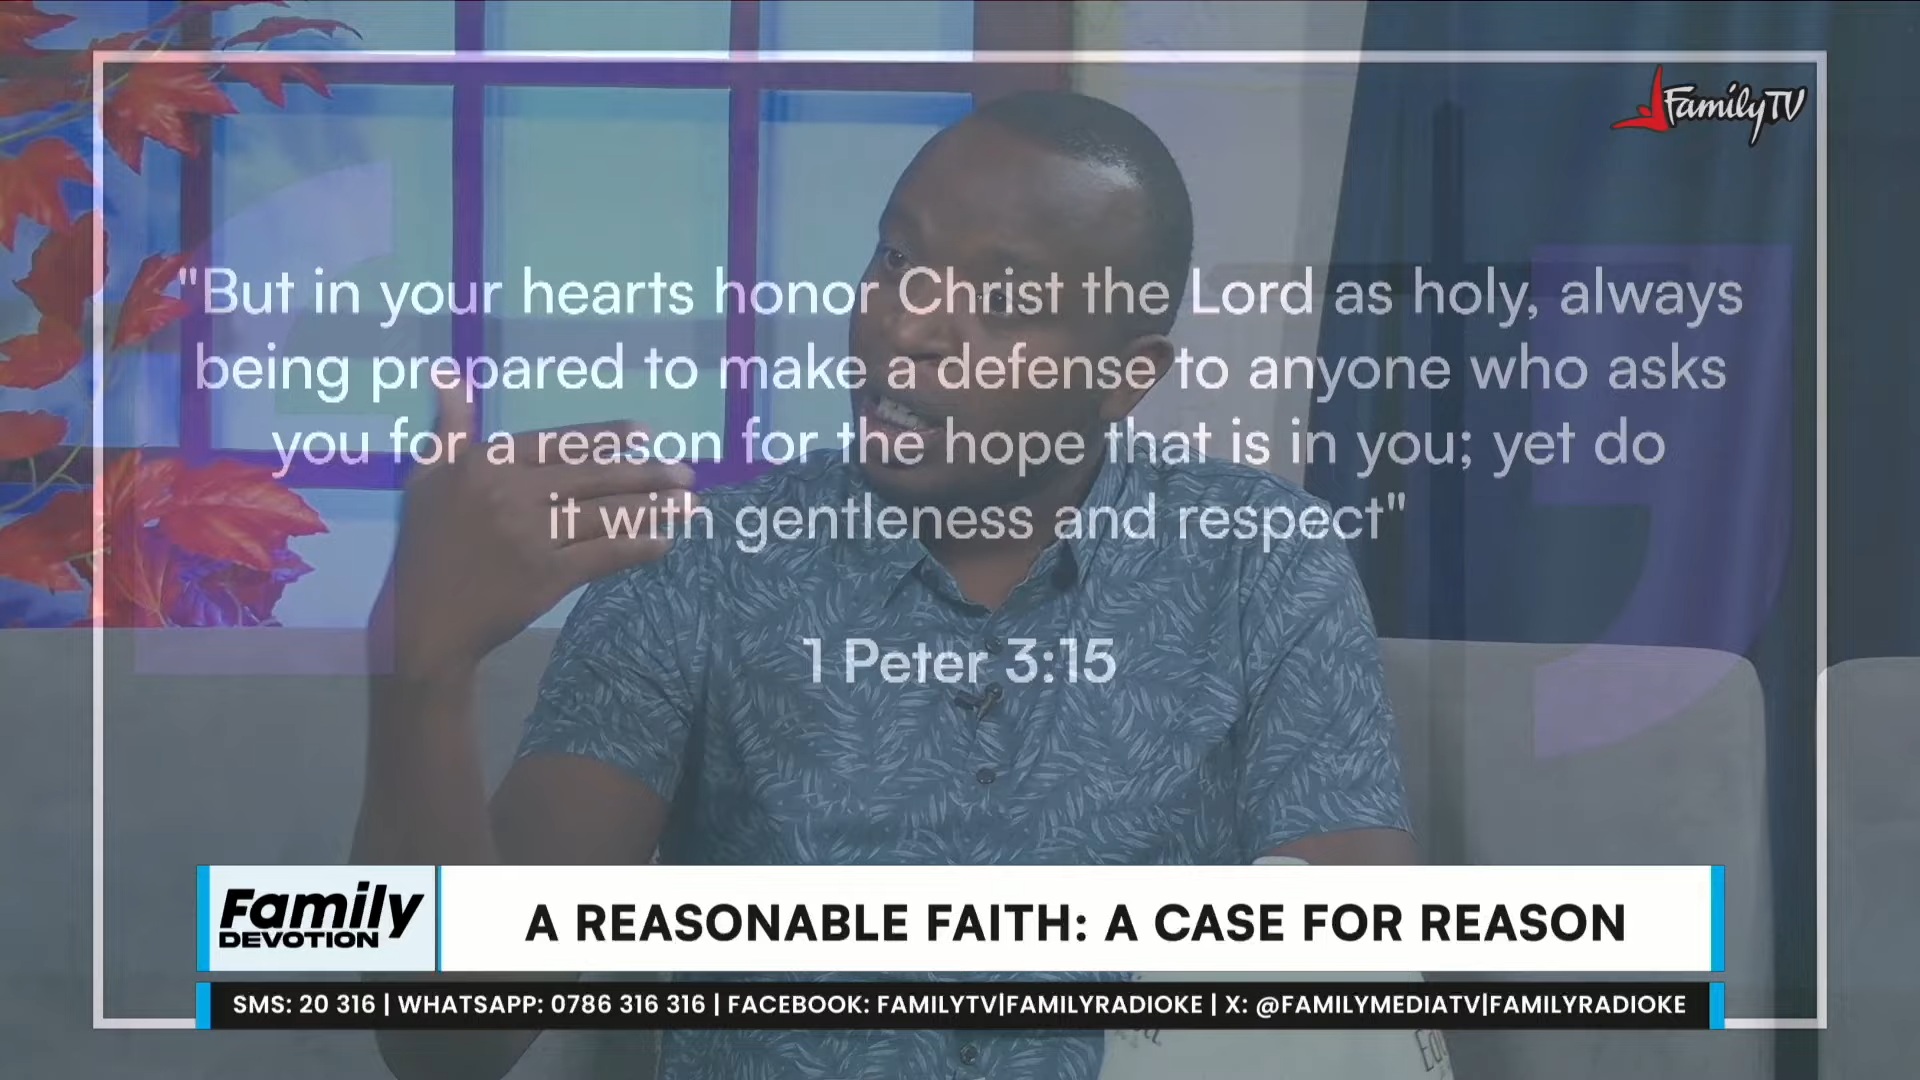 FamilyTV
"But in your hearts honor Christ the Lord as holy, always
being prepared to make a defense to anyone who asks
you for a reason for the hope that is in you; yet do
it with gentleness and respect"
1 Peter 3:15
Family
DEVOTION
A REASONABLE FAITH: A CASE FOR REASON
SMS: 20 316 | WHATSAPP: 0786 316 316 | FACEBOOK: FAMILYTV|FAMILYRADIOKE | X: @FAMILYMEDIATV|FAMILYRADIOKE